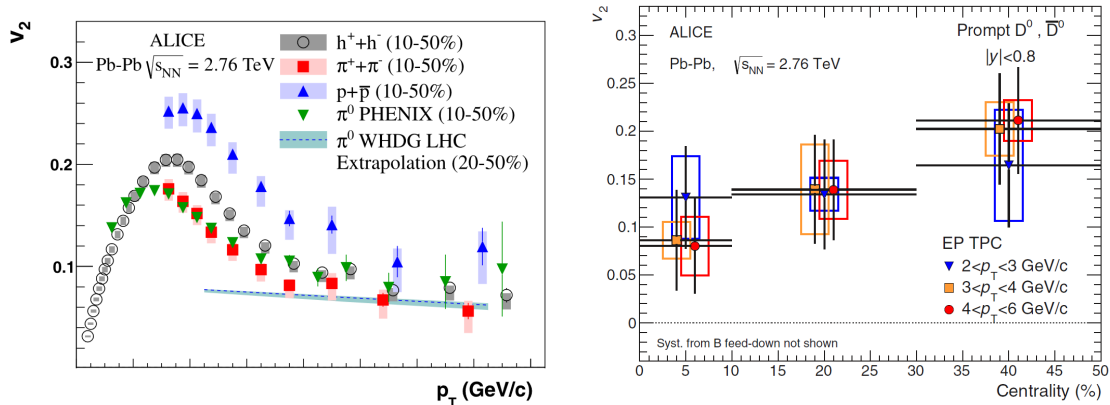 v2
0.3
0.2
0.1
ALICE
Pb-Pb √sNN = 2.76 TeV
h+ + h- (10-50%)
π+ + π- (10-50%)
p + p̅ (10-50%)
π0 PHENIX (10-50%)
π0 WHDG LHC
Extrapolation (20-50%)
pT (GeV/c)
v2
0.3
0.25
0.2
0.15
0.1
0.05
0
ALICE
Pb-Pb, √sNN = 2.76 TeV
Prompt D0, D̅0
|y|<0.8
EP TPC
2<pT<3 GeV/c
3<pT<4 GeV/c
4<pT<6 GeV/c
Syst. from B feed-down not shown
0 5 10 15 20 25 30 35 40 45 50
Centrality (%)